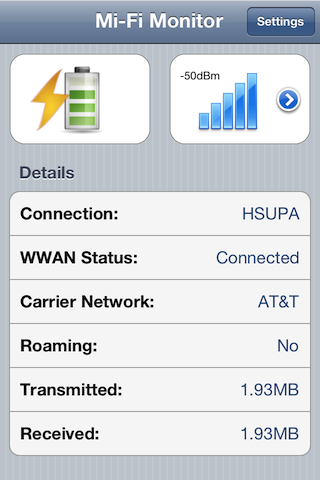 Mi-Fi Monitor
Settings
-50dBm
Details
Connection: HSUPA
WWAN Status: Connected
Carrier Network: AT&T
Roaming: No
Transmitted: 1.93MB
Received: 1.93MB